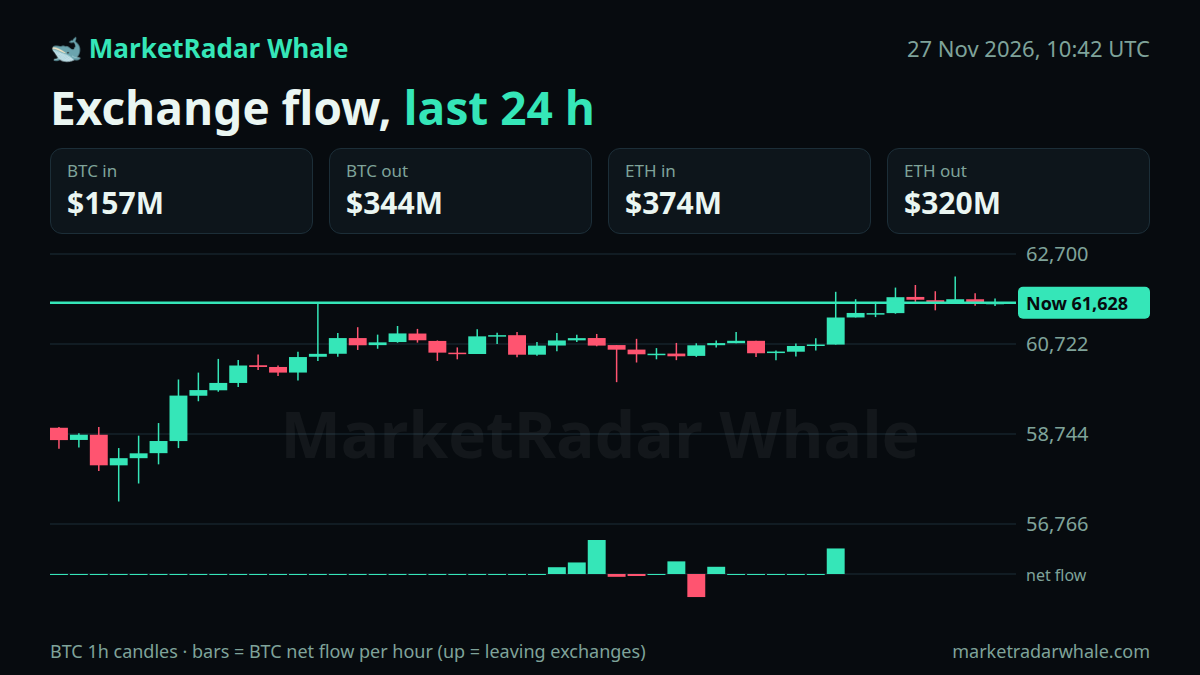 🐋 MarketRadar Whale
27 Nov 2026, 10:42 UTC
Exchange flow, last 24 h
BTC in
$157M
BTC out
$344M
ETH in
$374M
ETH out
$320M
62,700
Now 61,628
60,722
MarketRadar Whale
58,744
56,766
net flow
BTC 1h candles · bars = BTC net flow per hour (up = leaving exchanges)
marketradarwhale.com